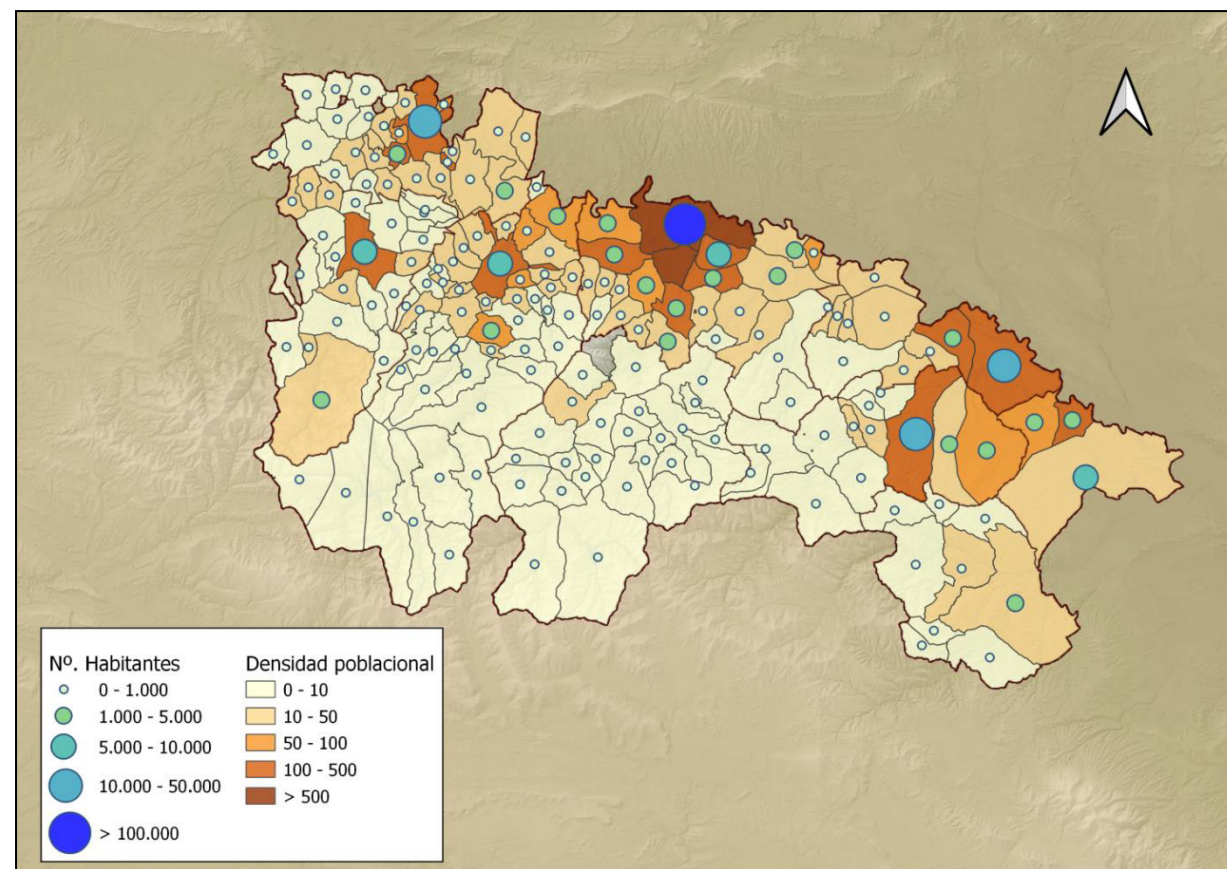 Nº. Habitantes
0 - 1.000
1.000 - 5.000
5.000 - 10.000
10.000 - 50.000
> 100.000
Densidad poblacional
0 - 10
10 - 50
50 - 100
100 - 500
> 500